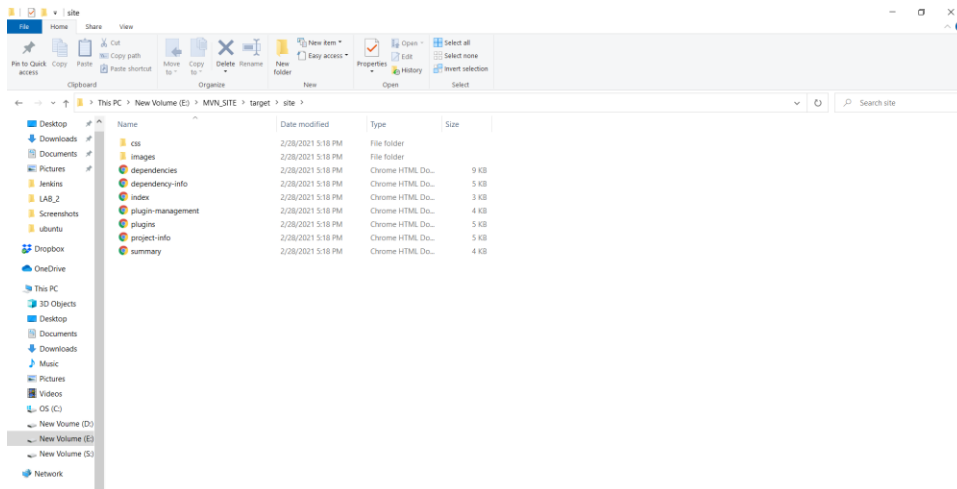 site
File Home Share View
Pin to Quick access
Copy
Paste
Cut
Copy path
Paste shortcut
Clipboard
Move to
Copy to
Delete
Rename
Organize
New folder
New item
Easy access
New
Properties
Open
Edit
History
Open
Select all
Select none
Invert selection
Select
This PC > New Volume (E:) > MVN_SITE > target > site >
Search site
Desktop
Downloads
Documents
Pictures
Jenkins
LAB_2
Screenshots
ubuntu
Dropbox
OneDrive
This PC
3D Objects
Desktop
Documents
Downloads
Music
Pictures
Videos
OS (C:)
New Voume (D:)
New Volume (E:)
New Volume (S:)
Network
Name Date modified Type Size
css 2/28/2021 5:18 PM File folder
images 2/28/2021 5:18 PM File folder
dependencies 2/28/2021 5:18 PM Chrome HTML Do... 9 KB
dependency-info 2/28/2021 5:18 PM Chrome HTML Do... 5 KB
index 2/28/2021 5:18 PM Chrome HTML Do... 3 KB
plugin-management 2/28/2021 5:18 PM Chrome HTML Do... 4 KB
plugins 2/28/2021 5:18 PM Chrome HTML Do... 5 KB
project-info 2/28/2021 5:18 PM Chrome HTML Do... 5 KB
summary 2/28/2021 5:18 PM Chrome HTML Do... 4 KB